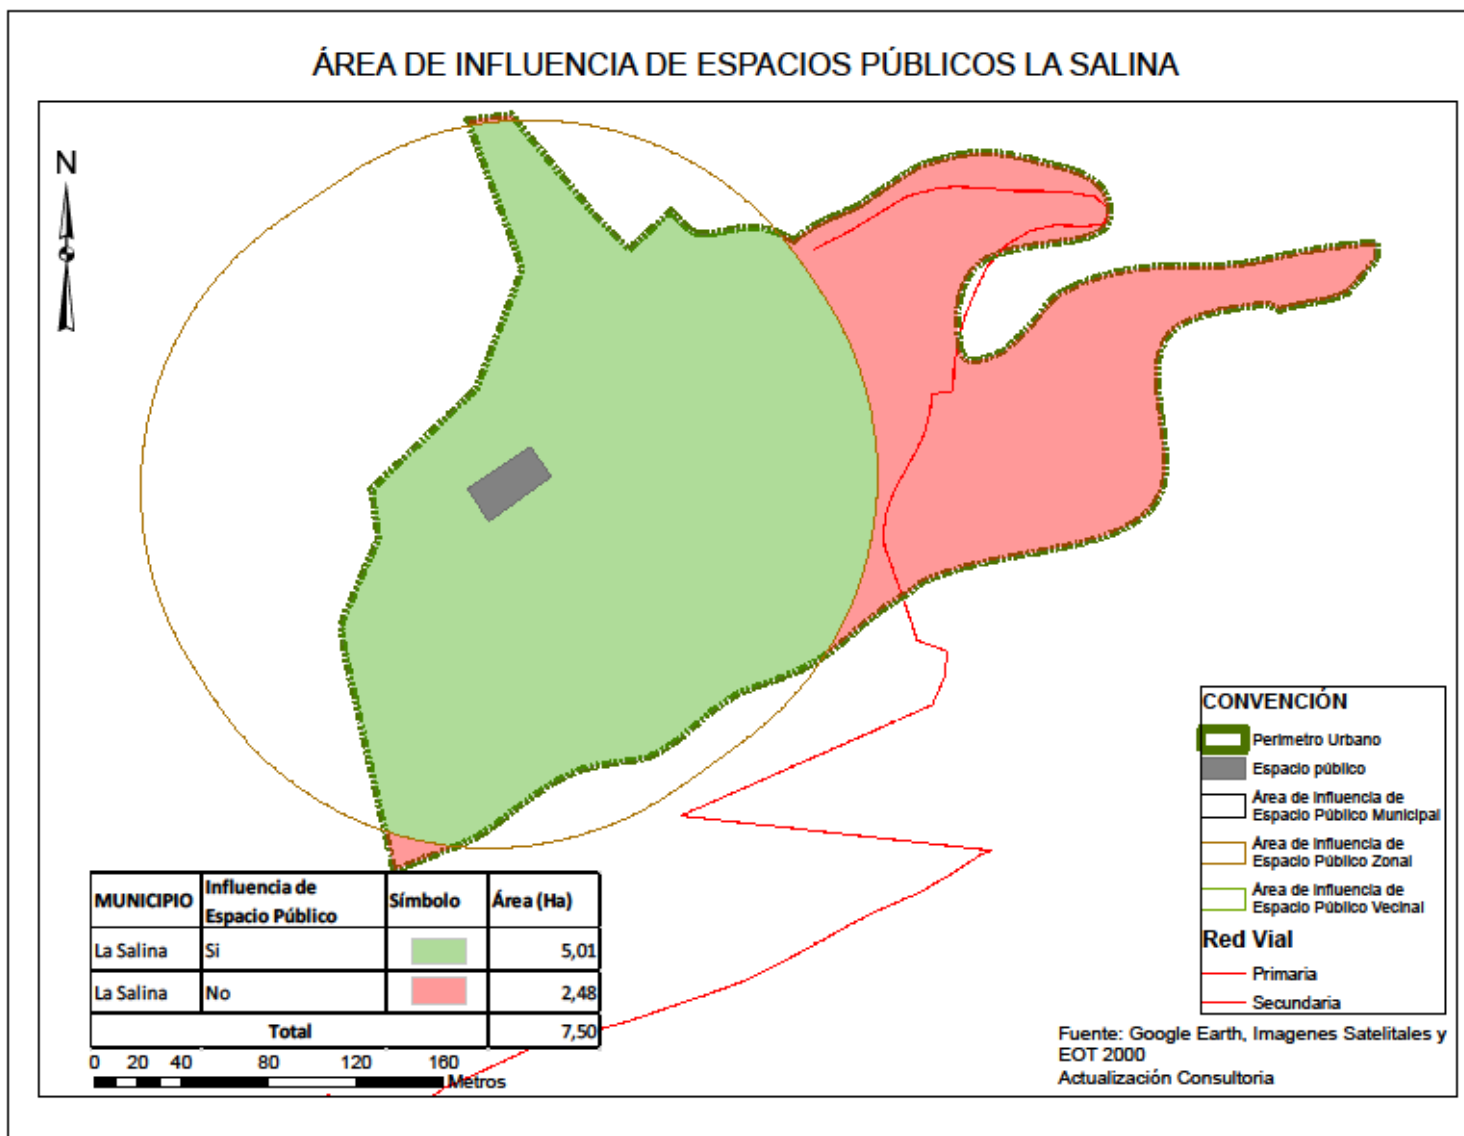 ÁREA DE INFLUENCIA DE ESPACIOS PÚBLICOS LA SALINA
N
CONVENCIÓN
Perimetro Urbano
Espacio público
Área de Influencia de
Espacio Público Municipal
Área de Influencia de
Espacio Público Zonal
Área de Influencia de
Espacio Público Vecinal
Red Vial
Primaria
Secundaria
MUNICIPIO Influencia de Espacio Público Símbolo Área (Ha)
La Salina Si 5,01
La Salina No 2,48
Total 7,50
0 20 40 80 120 160
Metros
Fuente: Google Earth, Imagenes Satelitales y
EOT 2000
Actualización Consultoria